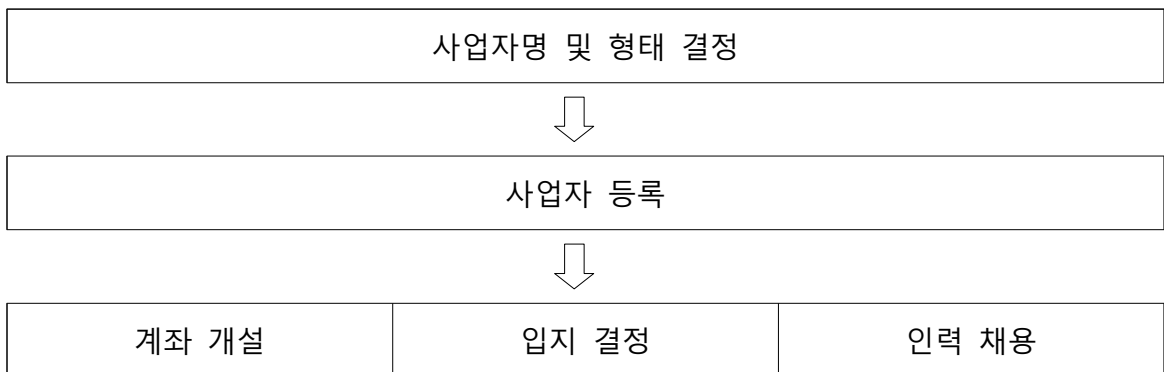 사업자명 및 형태 결정
사업자 등록
계좌 개설
입지 결정
인력 채용